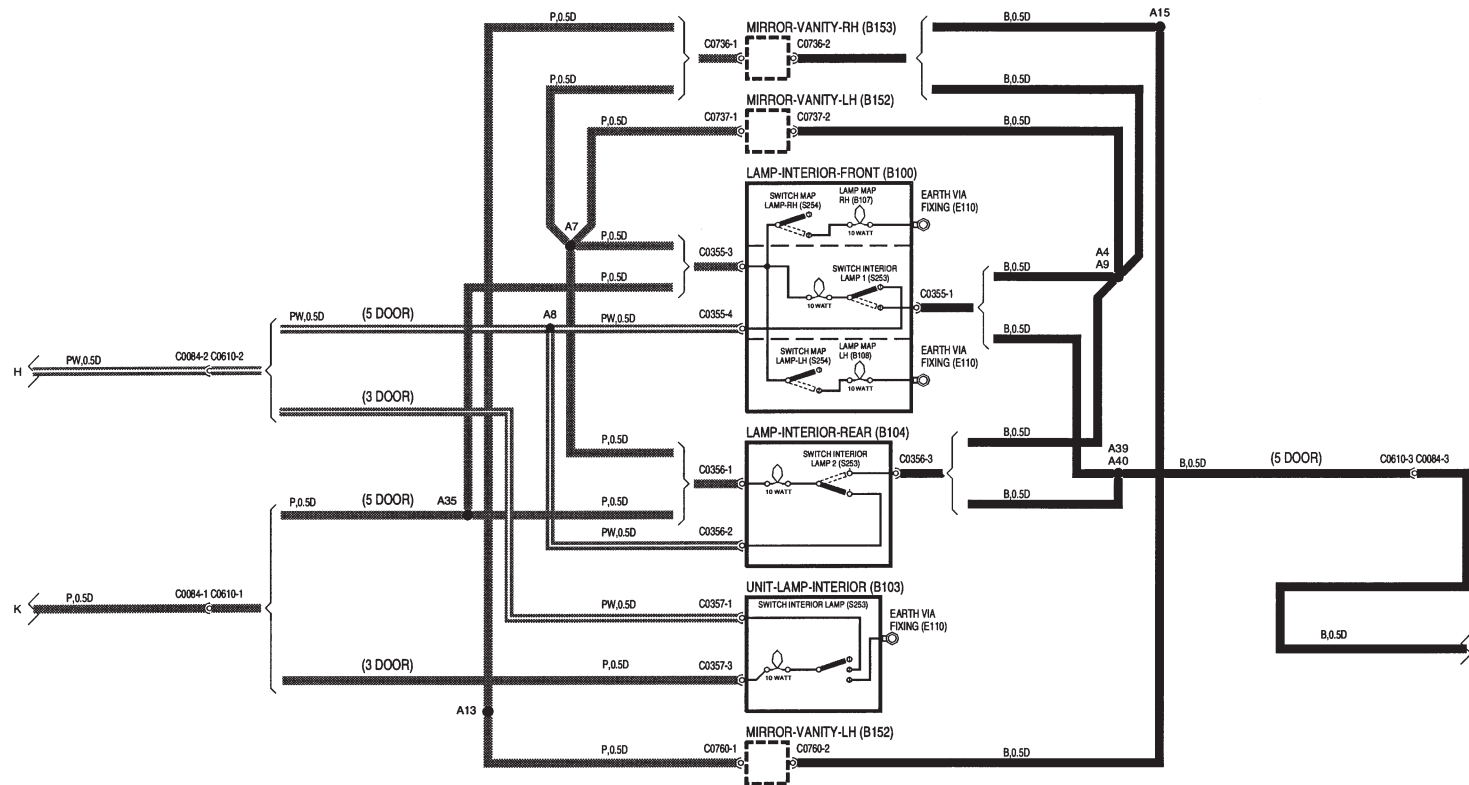 P,0.5D
B,0.5D
A15
MIRROR-VANITY-RH (B153)
C0736-1
C0736-2
P,0.5D
B,0.5D
MIRROR-VANITY-LH (B152)
P,0.5D
C0737-1
C0737-2
B,0.5D
LAMP-INTERIOR-FRONT (B100)
SWITCH MAP
LAMP-RH (S254)
LAMP MAP
RH (B107)
10 WATT
EARTH VIA
FIXING (E110)
A7
P,0.5D
C0355-3
A4
A9
B,0.5D
P,0.5D
SWITCH INTERIOR
LAMP 1 (S253)
10 WATT
C0355-1
PW,0.5D
(5 DOOR)
A8
PW,0.5D
C0355-4
B,0.5D
H
PW,0.5D
C0084-2 C0610-2
SWITCH MAP
LAMP-LH (S254)
LAMP MAP
LH (B108)
10 WATT
EARTH VIA
FIXING (E110)
(3 DOOR)
LAMP-INTERIOR-REAR (B104)
P,0.5D
B,0.5D
A39
A40
SWITCH INTERIOR
LAMP 2 (S253)
10 WATT
C0356-1
C0356-3
B,0.5D
(5 DOOR)
C0610-3 C0084-3
P,0.5D
(5 DOOR)
A35
P,0.5D
B,0.5D
PW,0.5D
C0356-2
UNIT-LAMP-INTERIOR (B103)
K
P,0.5D
C0084-1 C0610-1
PW,0.5D
C0357-1
SWITCH INTERIOR LAMP (S253)
10 WATT
EARTH VIA
FIXING (E110)
B,0.5D
(3 DOOR)
P,0.5D
C0357-3
A13
MIRROR-VANITY-LH (B152)
P,0.5D
C0760-1
C0760-2
B,0.5D